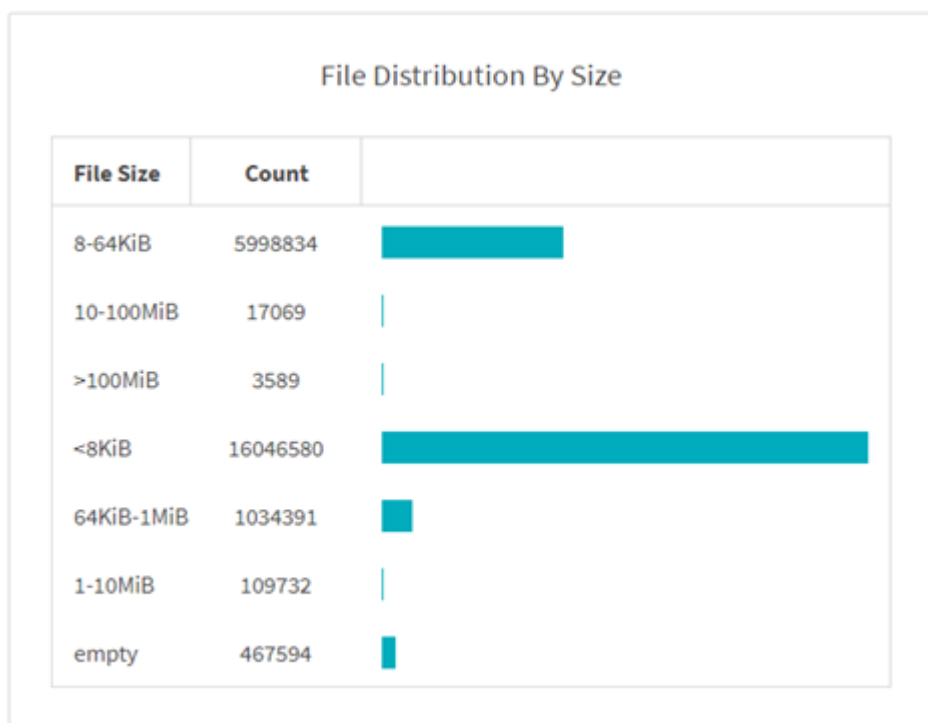 File Distribution By Size
File Size Count
8-64KiB 5998834
10-100MiB 17069
>100MiB 3589
<8KiB 16046580
64KiB-1MiB 1034391
1-10MiB 109732
empty 467594